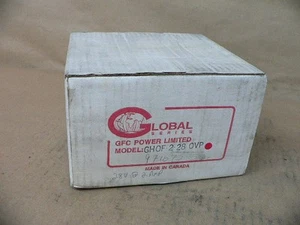 GLOBAL
SERIES
GFC POWER LIMITED
MODEL: GHOF 2 28 OVP
MADE IN CANADA